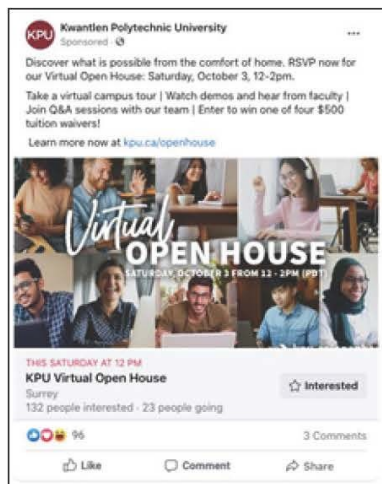 KPU
Kwantlen Polytechnic University
Sponsored ·
Discover what is possible from the comfort of home. RSVP now for
our Virtual Open House: Saturday, October 3, 12-2pm.
Take a virtual campus tour | Watch demos and hear from faculty |
Join Q&A sessions with our team | Enter to win one of four $500
tuition waivers!
Learn more now at kpu.ca/openhouse
Virtual
OPEN HOUSE
SATURDAY, OCTOBER 3 FROM 12 - 2PM (PDT)
THIS SATURDAY AT 12 PM
KPU Virtual Open House
Interested
Surrey
132 people interested · 23 people going
96
3 Comments
Like
Comment
Share